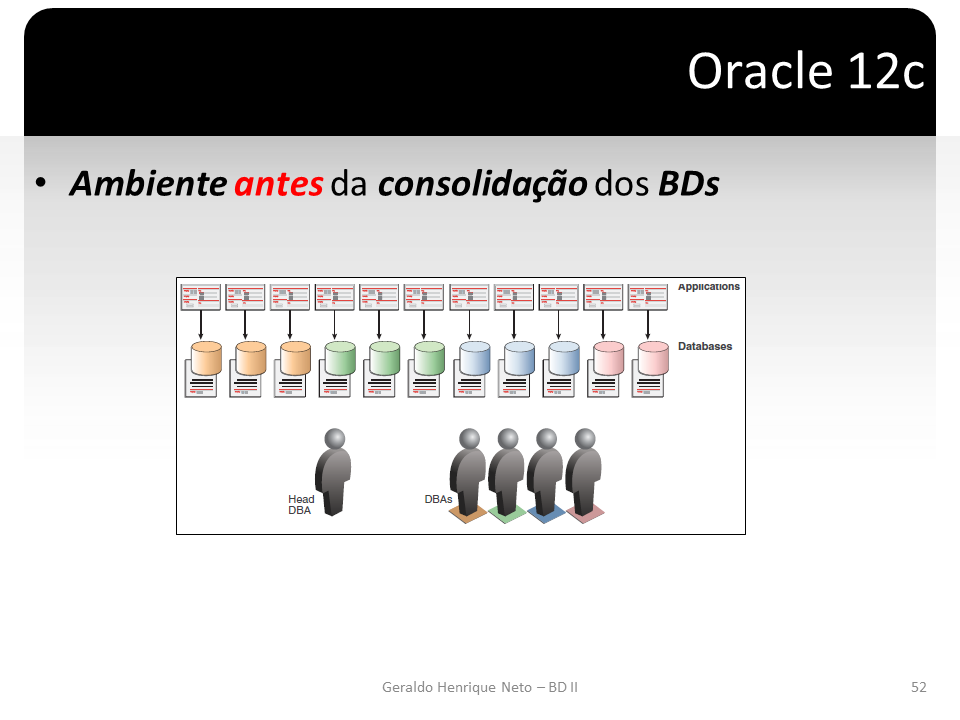 Oracle 12c
• Ambiente antes da consolidação dos BDs
Applications
Databases
Head
DBA
DBAs
Geraldo Henrique Neto – BD II
52